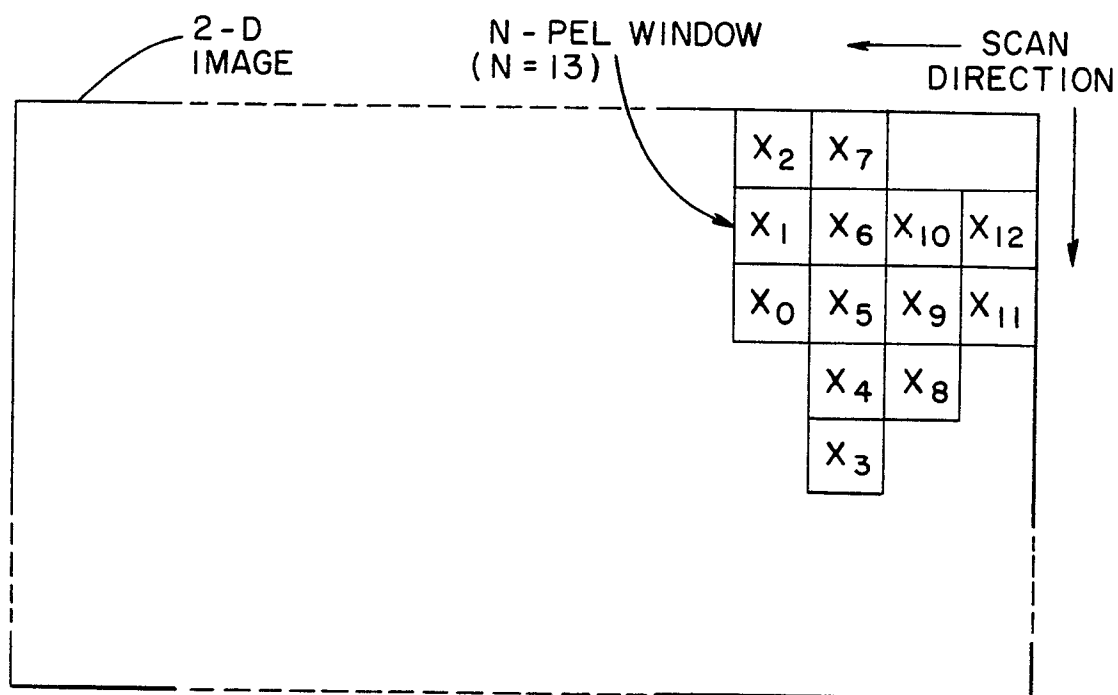 2-D
IMAGE
N - PEL WINDOW
(N = 13)
SCAN
DIRECTION
X2 X7
X1 X6 X10 X12
X0 X5 X9 X11
X4 X8
X3